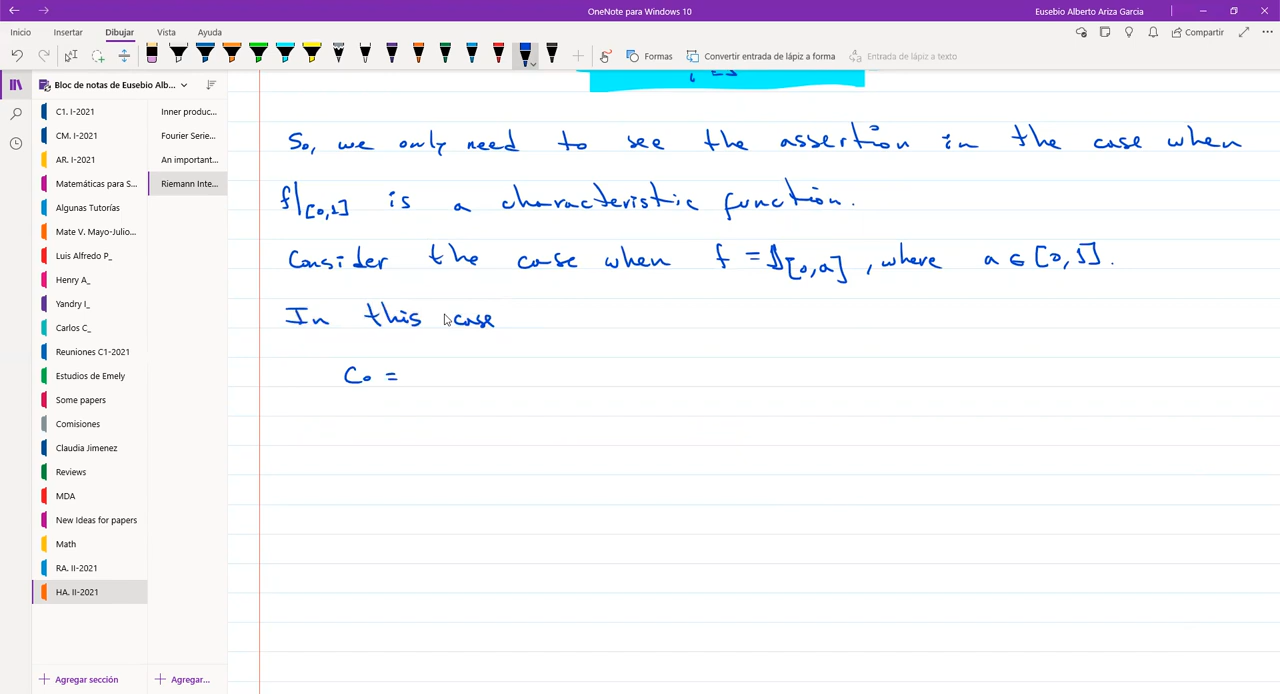 OneNote para Windows 10
Eusebio Alberto Ariza Garcia
Inicio
Insertar
Dibujar
Vista
Ayuda
Compartir
Formas
Convertir entrada de lápiz a forma
Entrada de lápiz a texto
Bloc de notas de Eusebio Alb...
C1. I-2021
CM. I-2021
AR. I-2021
Matemáticas para S...
Algunas Tutorías
Mate V. Mayo-Julio...
Luis Alfredo P_
Henry A_
Yandry I_
Carlos C_
Reuniones C1-2021
Estudios de Emely
Some papers
Comisiones
Claudia Jimenez
Reviews
MDA
New Ideas for papers
Math
RA. II-2021
HA. II-2021
Agregar sección
Inner produc...
Fourier Serie...
An important...
Riemann Inte...
Agregar...
So, we only need to see the assertion in the case when
f|[0,1] is a characteristic function.
Consider the case when f = 𝟙[0,a], where a ∈ [0,1].
In this case
C0 =